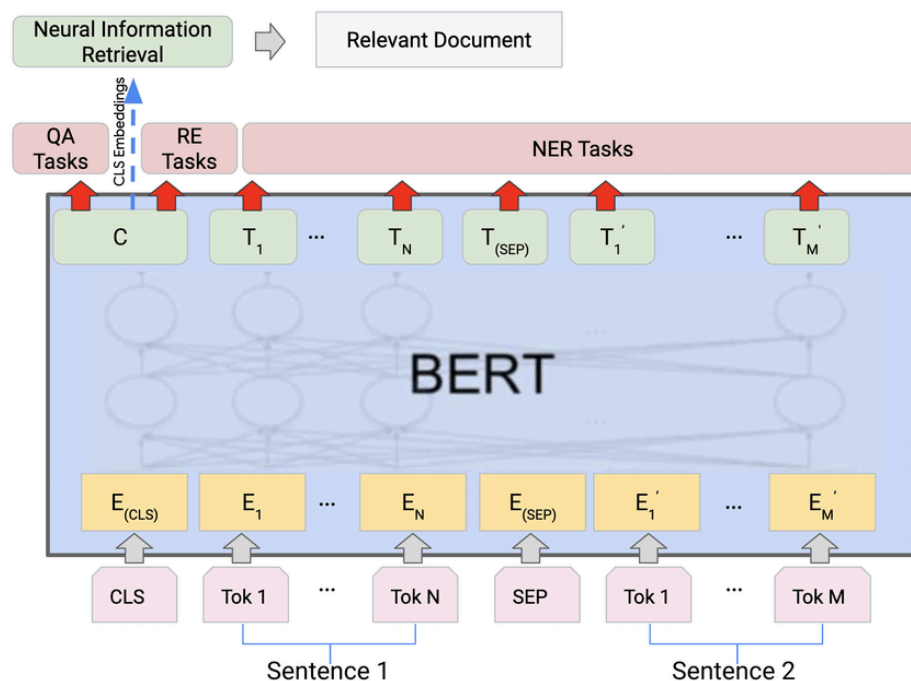 Neural Information
Retrieval
Relevant Document
CLS Embeddings
QA
Tasks
RE
Tasks
NER Tasks
C
T1
...
TN
T(SEP)
T1'
...
TM'
BERT
E(CLS)
E1
...
EN
E(SEP)
E1'
...
EM'
CLS
Tok 1
...
Tok N
SEP
Tok 1
...
Tok M
Sentence 1
Sentence 2